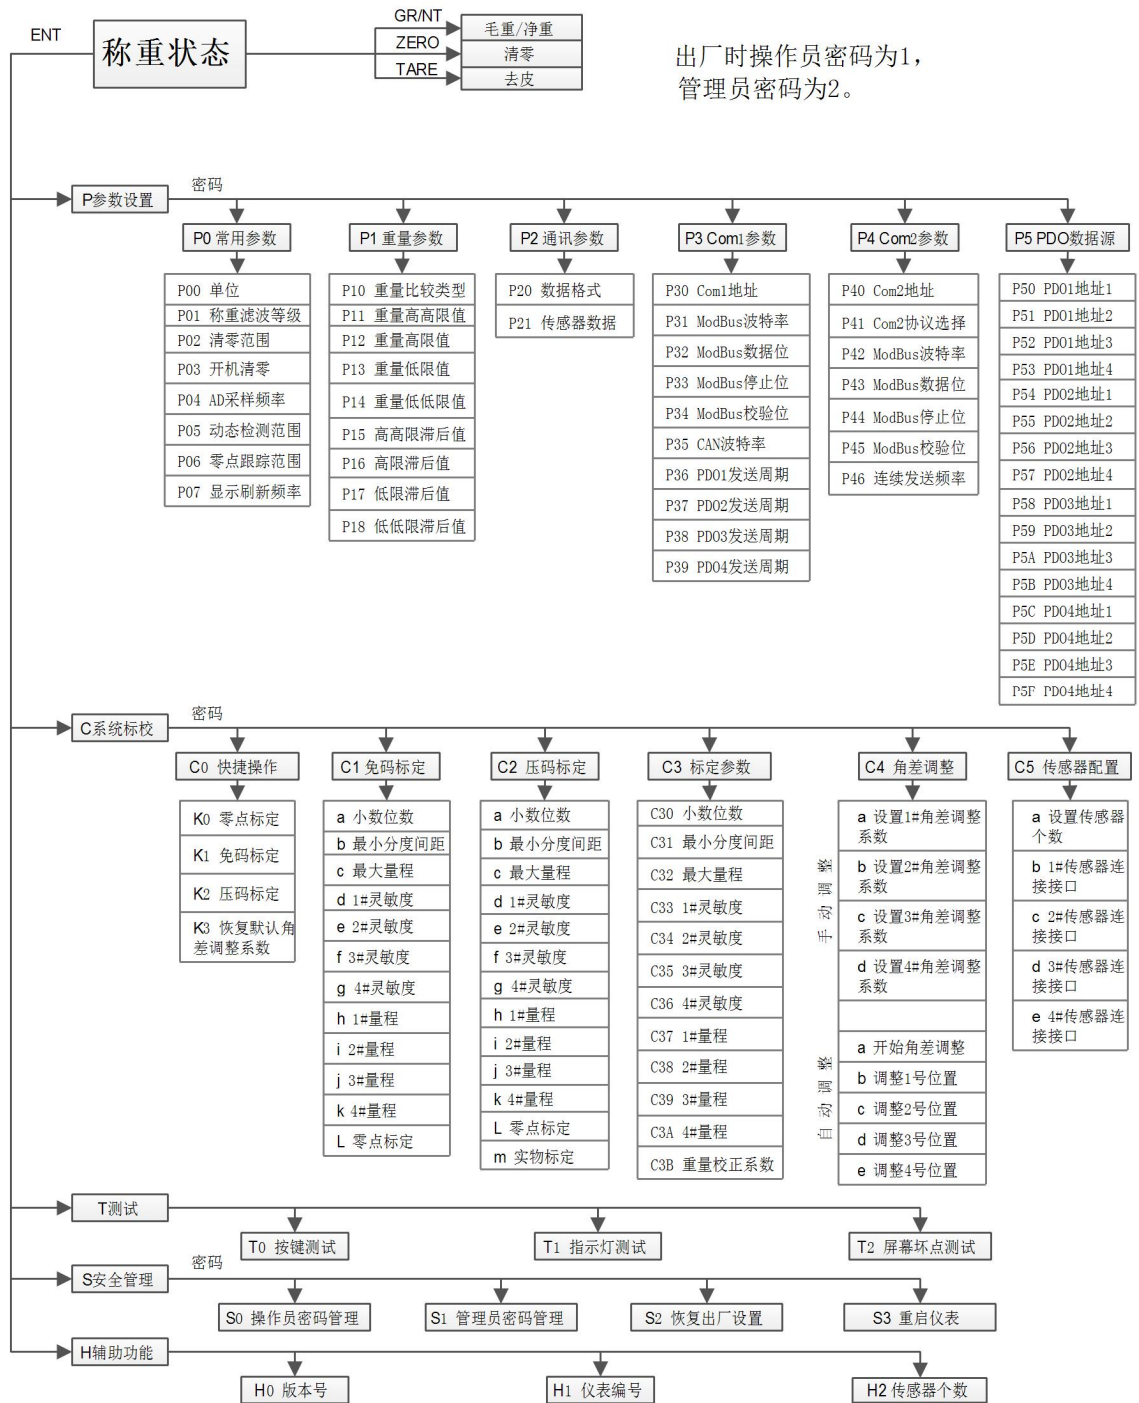 ENT
称重状态
GR/NT
毛重/净重
ZERO
清零
TARE
去皮
出厂时操作员密码为1，
管理员密码为2。
P参数设置
密码
P0 常用参数
P00 单位
P01 称重滤波等级
P02 清零范围
P03 开机清零
P04 AD采样频率
P05 动态检测范围
P06 零点跟踪范围
P07 显示刷新频率
P1 重量参数
P10 重量比较类型
P11 重量高高限值
P12 重量高限值
P13 重量低限值
P14 重量低低限值
P15 高高限滞后值
P16 高限滞后值
P17 低限滞后值
P18 低低限滞后值
P2 通讯参数
P20 数据格式
P21 传感器数据
P3 Com1参数
P30 Com1地址
P31 ModBus波特率
P32 ModBus数据位
P33 ModBus停止位
P34 ModBus校验位
P35 CAN波特率
P36 PDO1发送周期
P37 PDO2发送周期
P38 PDO3发送周期
P39 PDO4发送周期
P4 Com2参数
P40 Com2地址
P41 Com2协议选择
P42 ModBus波特率
P43 ModBus数据位
P44 ModBus停止位
P45 ModBus校验位
P46 连续发送频率
P5 PDO数据源
P50 PDO1地址1
P51 PDO1地址2
P52 PDO1地址3
P53 PDO1地址4
P54 PDO2地址1
P55 PDO2地址2
P56 PDO2地址3
P57 PDO2地址4
P58 PDO3地址1
P59 PDO3地址2
P5A PDO3地址3
P5B PDO3地址4
P5C PDO4地址1
P5D PDO4地址2
P5E PDO4地址3
P5F PDO4地址4
C系统标校
密码
C0 快捷操作
K0 零点标定
K1 免码标定
K2 压码标定
K3 恢复默认角
差调整系数
C1 免码标定
a 小数位数
b 最小分度间距
c 最大量程
d 1#灵敏度
e 2#灵敏度
f 3#灵敏度
g 4#灵敏度
h 1#量程
i 2#量程
j 3#量程
k 4#量程
L 零点标定
C2 压码标定
a 小数位数
b 最小分度间距
c 最大量程
d 1#灵敏度
e 2#灵敏度
f 3#灵敏度
g 4#灵敏度
h 1#量程
i 2#量程
j 3#量程
k 4#量程
L 零点标定
m 实物标定
C3 标定参数
C30 小数位数
C31 最小分度间距
C32 最大量程
C33 1#灵敏度
C34 2#灵敏度
C35 3#灵敏度
C36 4#灵敏度
C37 1#量程
C38 2#量程
C39 3#量程
C3A 4#量程
C3B 重量校正系数
C4 角差调整
手动调整
a 设置1#角差调整
系数
b 设置2#角差调整
系数
c 设置3#角差调整
系数
d 设置4#角差调整
系数
自动调整
a 开始角差调整
b 调整1号位置
c 调整2号位置
d 调整3号位置
e 调整4号位置
C5 传感器配置
a 设置传感器
个数
b 1#传感器连
接接口
c 2#传感器连
接接口
d 3#传感器连
接接口
e 4#传感器连
接接口
T测试
T0 按键测试
T1 指示灯测试
T2 屏幕坏点测试
S安全管理
密码
S0 操作员密码管理
S1 管理员密码管理
S2 恢复出厂设置
S3 重启仪表
H辅助功能
H0 版本号
H1 仪表编号
H2 传感器个数